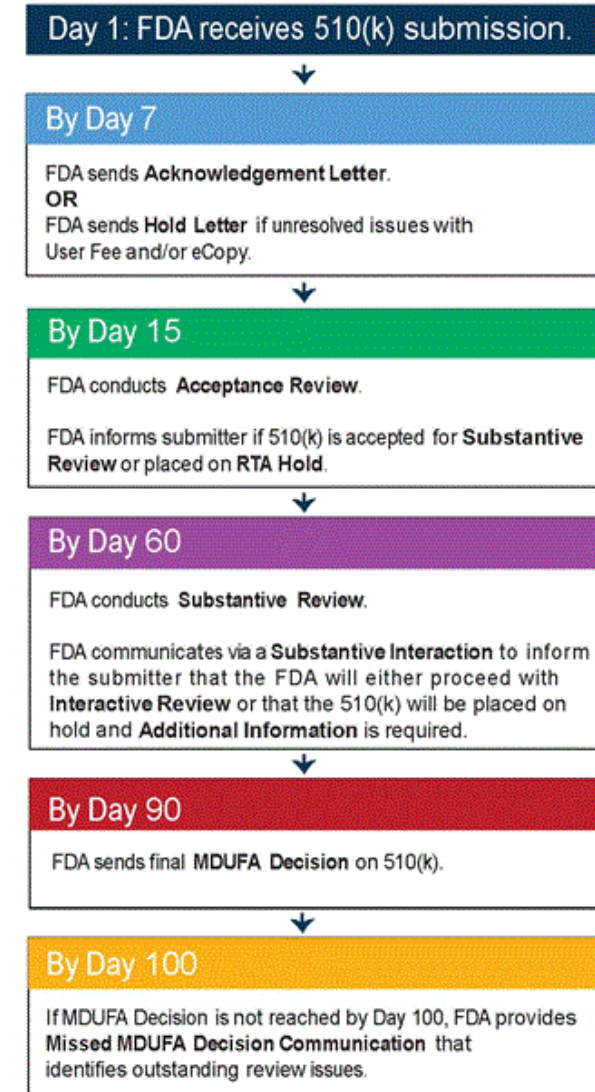 Day 1: FDA receives 510(k) submission.
By Day 7
FDA sends Acknowledgement Letter.
OR
FDA sends Hold Letter if unresolved issues with
User Fee and/or eCopy.
By Day 15
FDA conducts Acceptance Review.
FDA informs submitter if 510(k) is accepted for Substantive
Review or placed on RTA Hold.
By Day 60
FDA conducts Substantive Review.
FDA communicates via a Substantive Interaction to inform
the submitter that the FDA will either proceed with
Interactive Review or that the 510(k) will be placed on
hold and Additional Information is required.
By Day 90
FDA sends final MDUFA Decision on 510(k).
By Day 100
If MDUFA Decision is not reached by Day 100, FDA provides
Missed MDUFA Decision Communication that
identifies outstanding review issues.